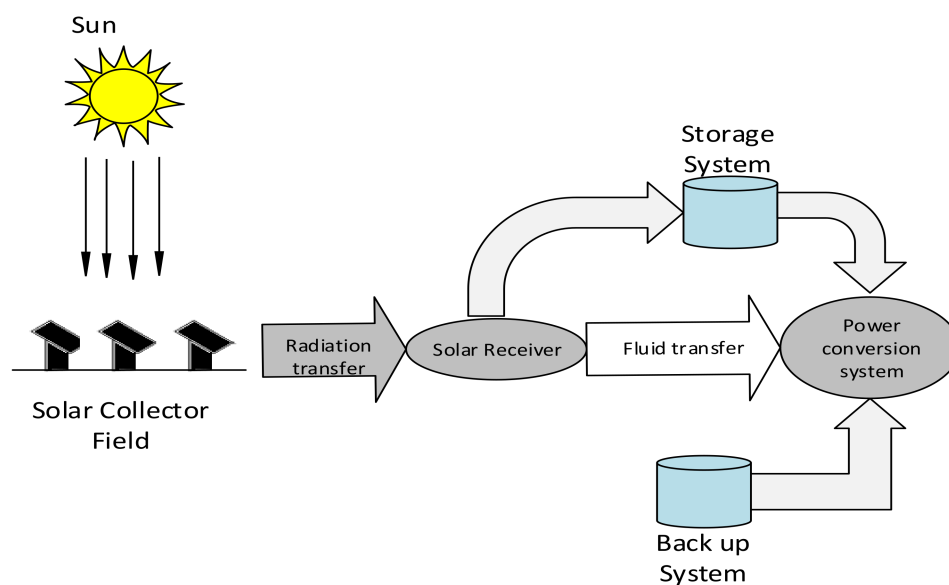 Sun
Storage
System
Radiation
transfer
Solar Receiver
Fluid transfer
Power
conversion
system
Solar Collector
Field
Back up
System